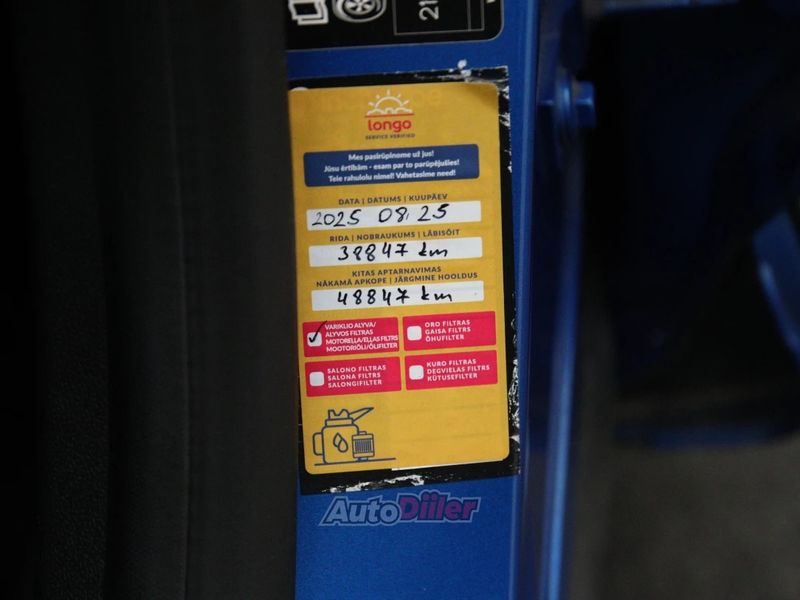 21
longo
SERVICE VERIFIED
Mes pasirūpinome už jus!
Jūsu ērtībām - esam par to parūpējušies!
Teie rahulolu nimel! Vahetasime need!
DATA | DATUMS | KUUPÄEV
2025 08, 25
RIDA | NOBRAUKUMS | LÄBISÕIT
38847 km
KITAS APTARNAVIMAS
NĀKAMĀ APKOPE | JÄRGMINE HOOLDUS
48847 km
VARIKLIO ALYVA/
ALYVOS FILTRAS
MOTORELLA/ELLAS FILTRS
MOOTORIÕLI/ÕLIFILTER
ORO FILTRAS
GAISA FILTRS
ÕHUFILTER
SALONO FILTRAS
SALONA FILTRS
SALONGIFILTER
KURO FILTRAS
DEGVIELAS FILTRS
KÜTUSEFILTER
AutoDiiler